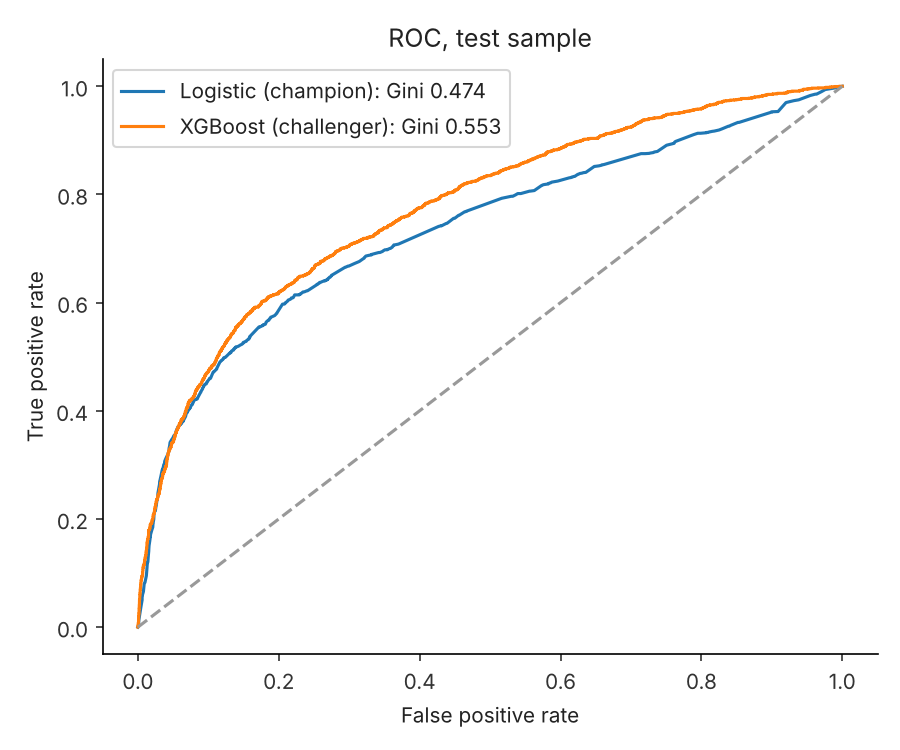 ROC, test sample
Logistic (champion): Gini 0.474
XGBoost (challenger): Gini 0.553
1.0
0.8
0.6
0.4
0.2
0.0
True positive rate
0.0 0.2 0.4 0.6 0.8 1.0
False positive rate